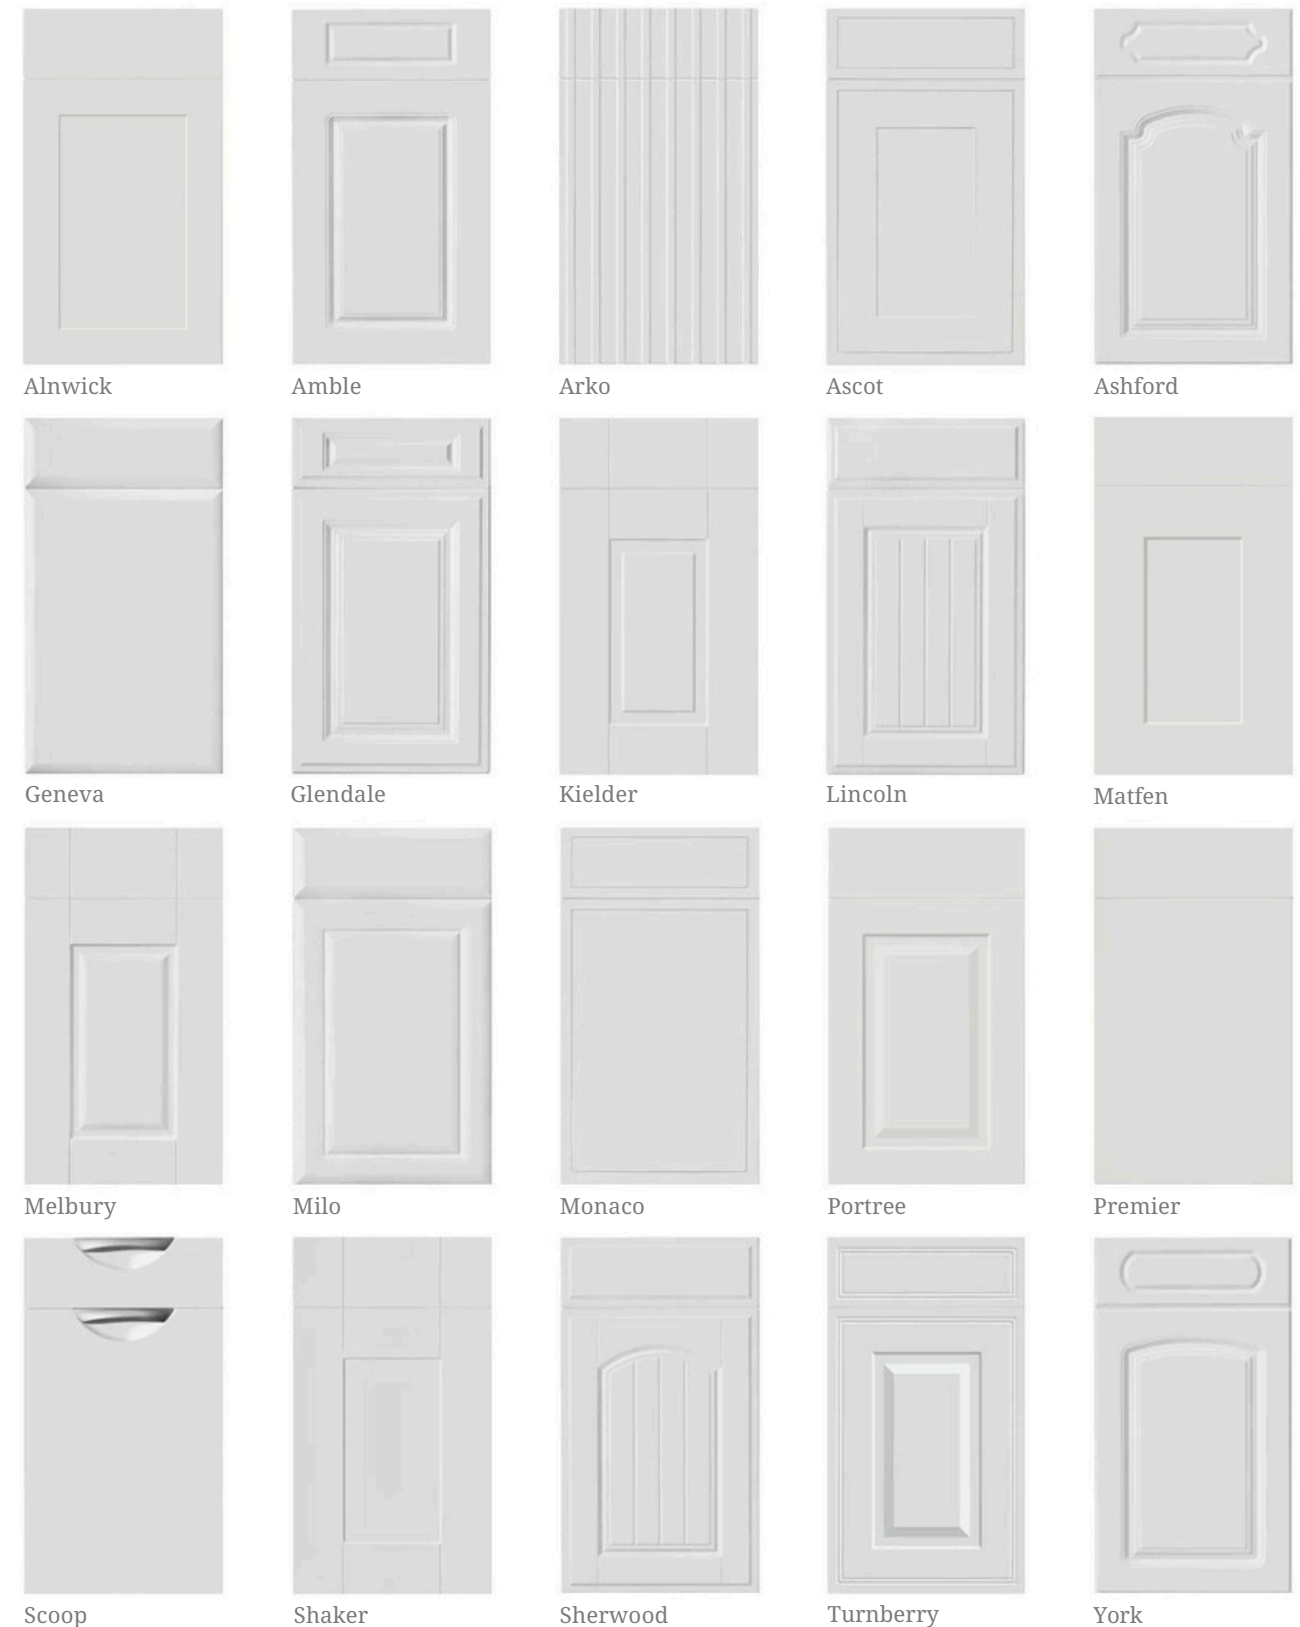 Alnwick
Amble
Arko
Ascot
Ashford
Geneva
Glendale
Kielder
Lincoln
Matfen
Melbury
Milo
Monaco
Portree
Premier
Scoop
Shaker
Sherwood
Turnberry
York